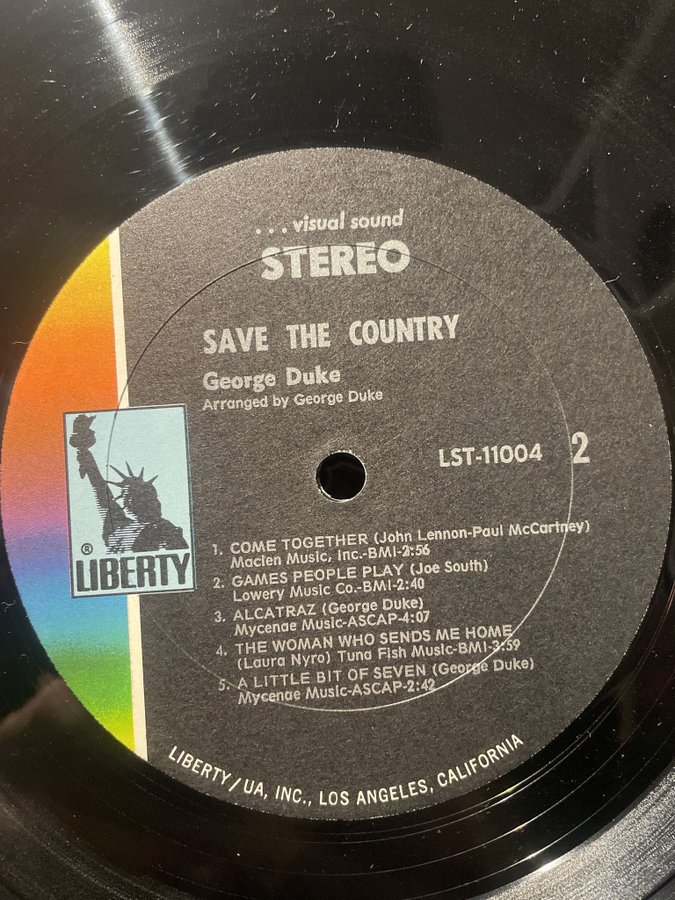 ...visual sound
STEREO
SAVE THE COUNTRY
George Duke
Arranged by George Duke
LST-11004 2
® LIBERTY
1. COME TOGETHER (John Lennon-Paul McCartney)
Maclen Music, Inc.-BMI-2:56
2. GAMES PEOPLE PLAY (Joe South)
Lowery Music Co.-BMI-2:40
3. ALCATRAZ (George Duke)
Mycenae Music-ASCAP-4:07
4. THE WOMAN WHO SENDS ME HOME
(Laura Nyro) Tuna Fish Music-BMI-3:59
5. A LITTLE BIT OF SEVEN (George Duke)
Mycenae Music-ASCAP-2:42
LIBERTY/UA, INC., LOS ANGELES, CALIFORNIA